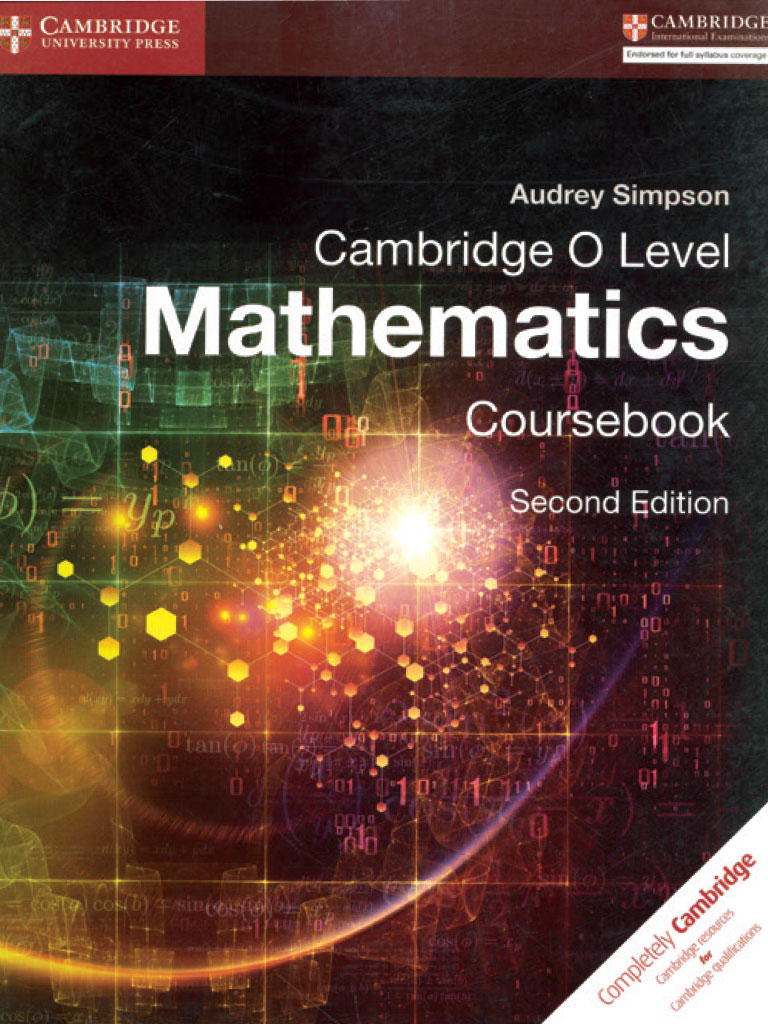 CAMBRIDGE
UNIVERSITY PRESS
CAMBRIDGE
International Examinations
Endorsed for full syllabus coverage
Audrey Simpson
Cambridge O Level
Mathematics
Coursebook
Second Edition
tan(ϕ)
Completely Cambridge
Cambridge resources
for
Cambridge qualifications